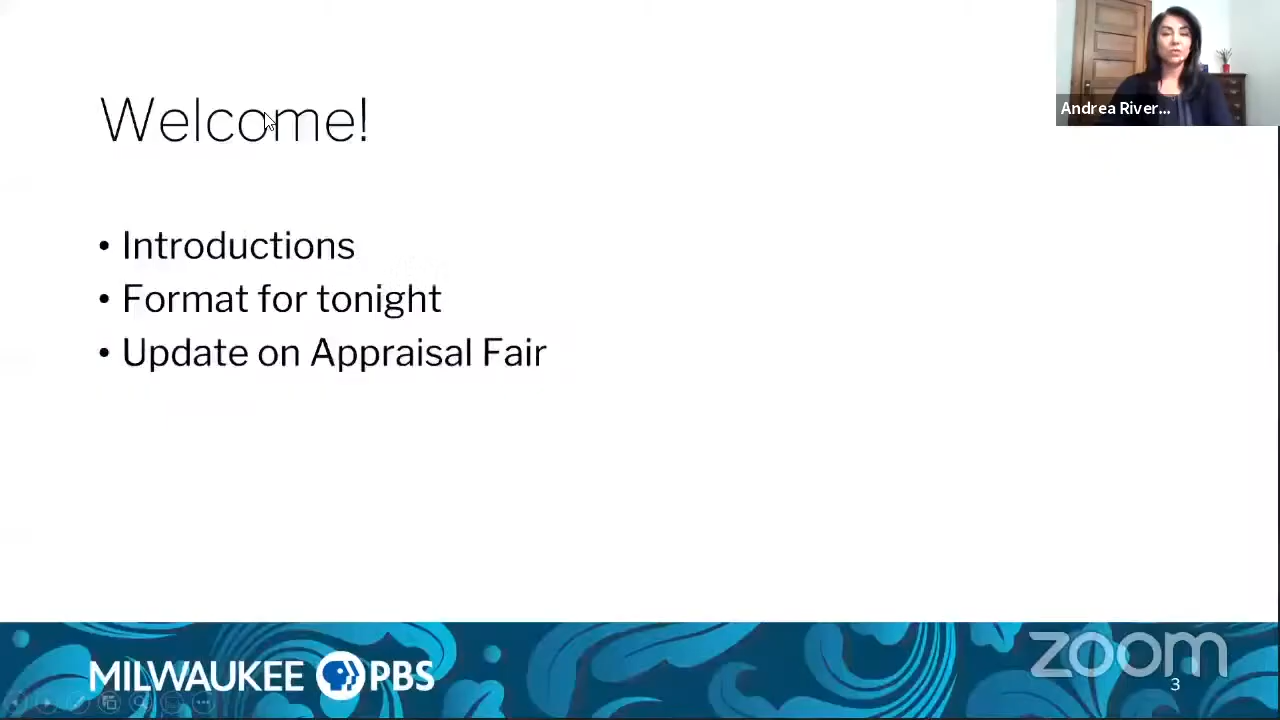 Andrea River...
Welcome!
• Introductions
• Format for tonight
• Update on Appraisal Fair
MILWAUKEE PBS
zoom
3